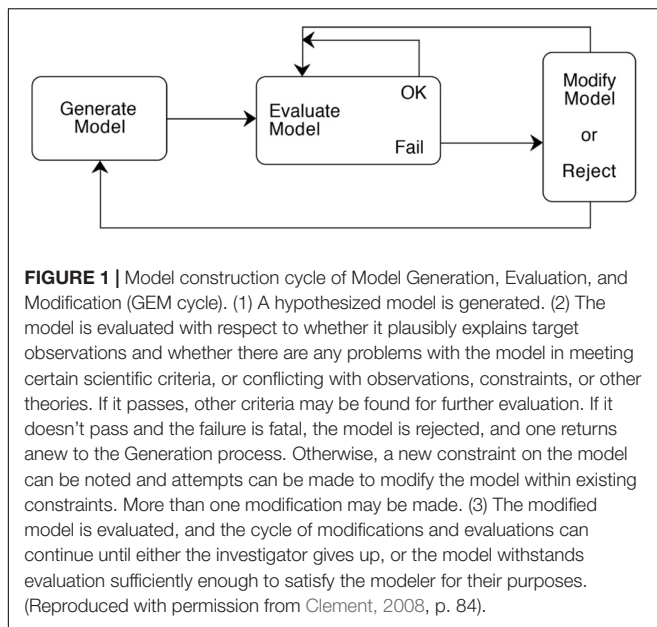 Generate
Model
Evaluate
Model
OK
Fail
Modify
Model
or
Reject
FIGURE 1 | Model construction cycle of Model Generation, Evaluation, and
Modification (GEM cycle). (1) A hypothesized model is generated. (2) The
model is evaluated with respect to whether it plausibly explains target
observations and whether there are any problems with the model in meeting
certain scientific criteria, or conflicting with observations, constraints, or other
theories. If it passes, other criteria may be found for further evaluation. If it
doesn't pass and the failure is fatal, the model is rejected, and one returns
anew to the Generation process. Otherwise, a new constraint on the model
can be noted and attempts can be made to modify the model within existing
constraints. More than one modification may be made. (3) The modified
model is evaluated, and the cycle of modifications and evaluations can
continue until either the investigator gives up, or the model withstands
evaluation sufficiently enough to satisfy the modeler for their purposes.
(Reproduced with permission from Clement, 2008, p. 84).